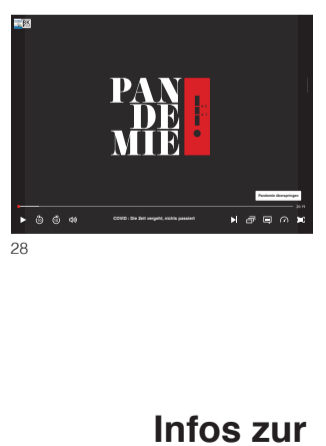 PAN
DE
MIE
Pandemie überspringen
COVID : Die Zeit vergeht, nichts passiert
28
Infos zur